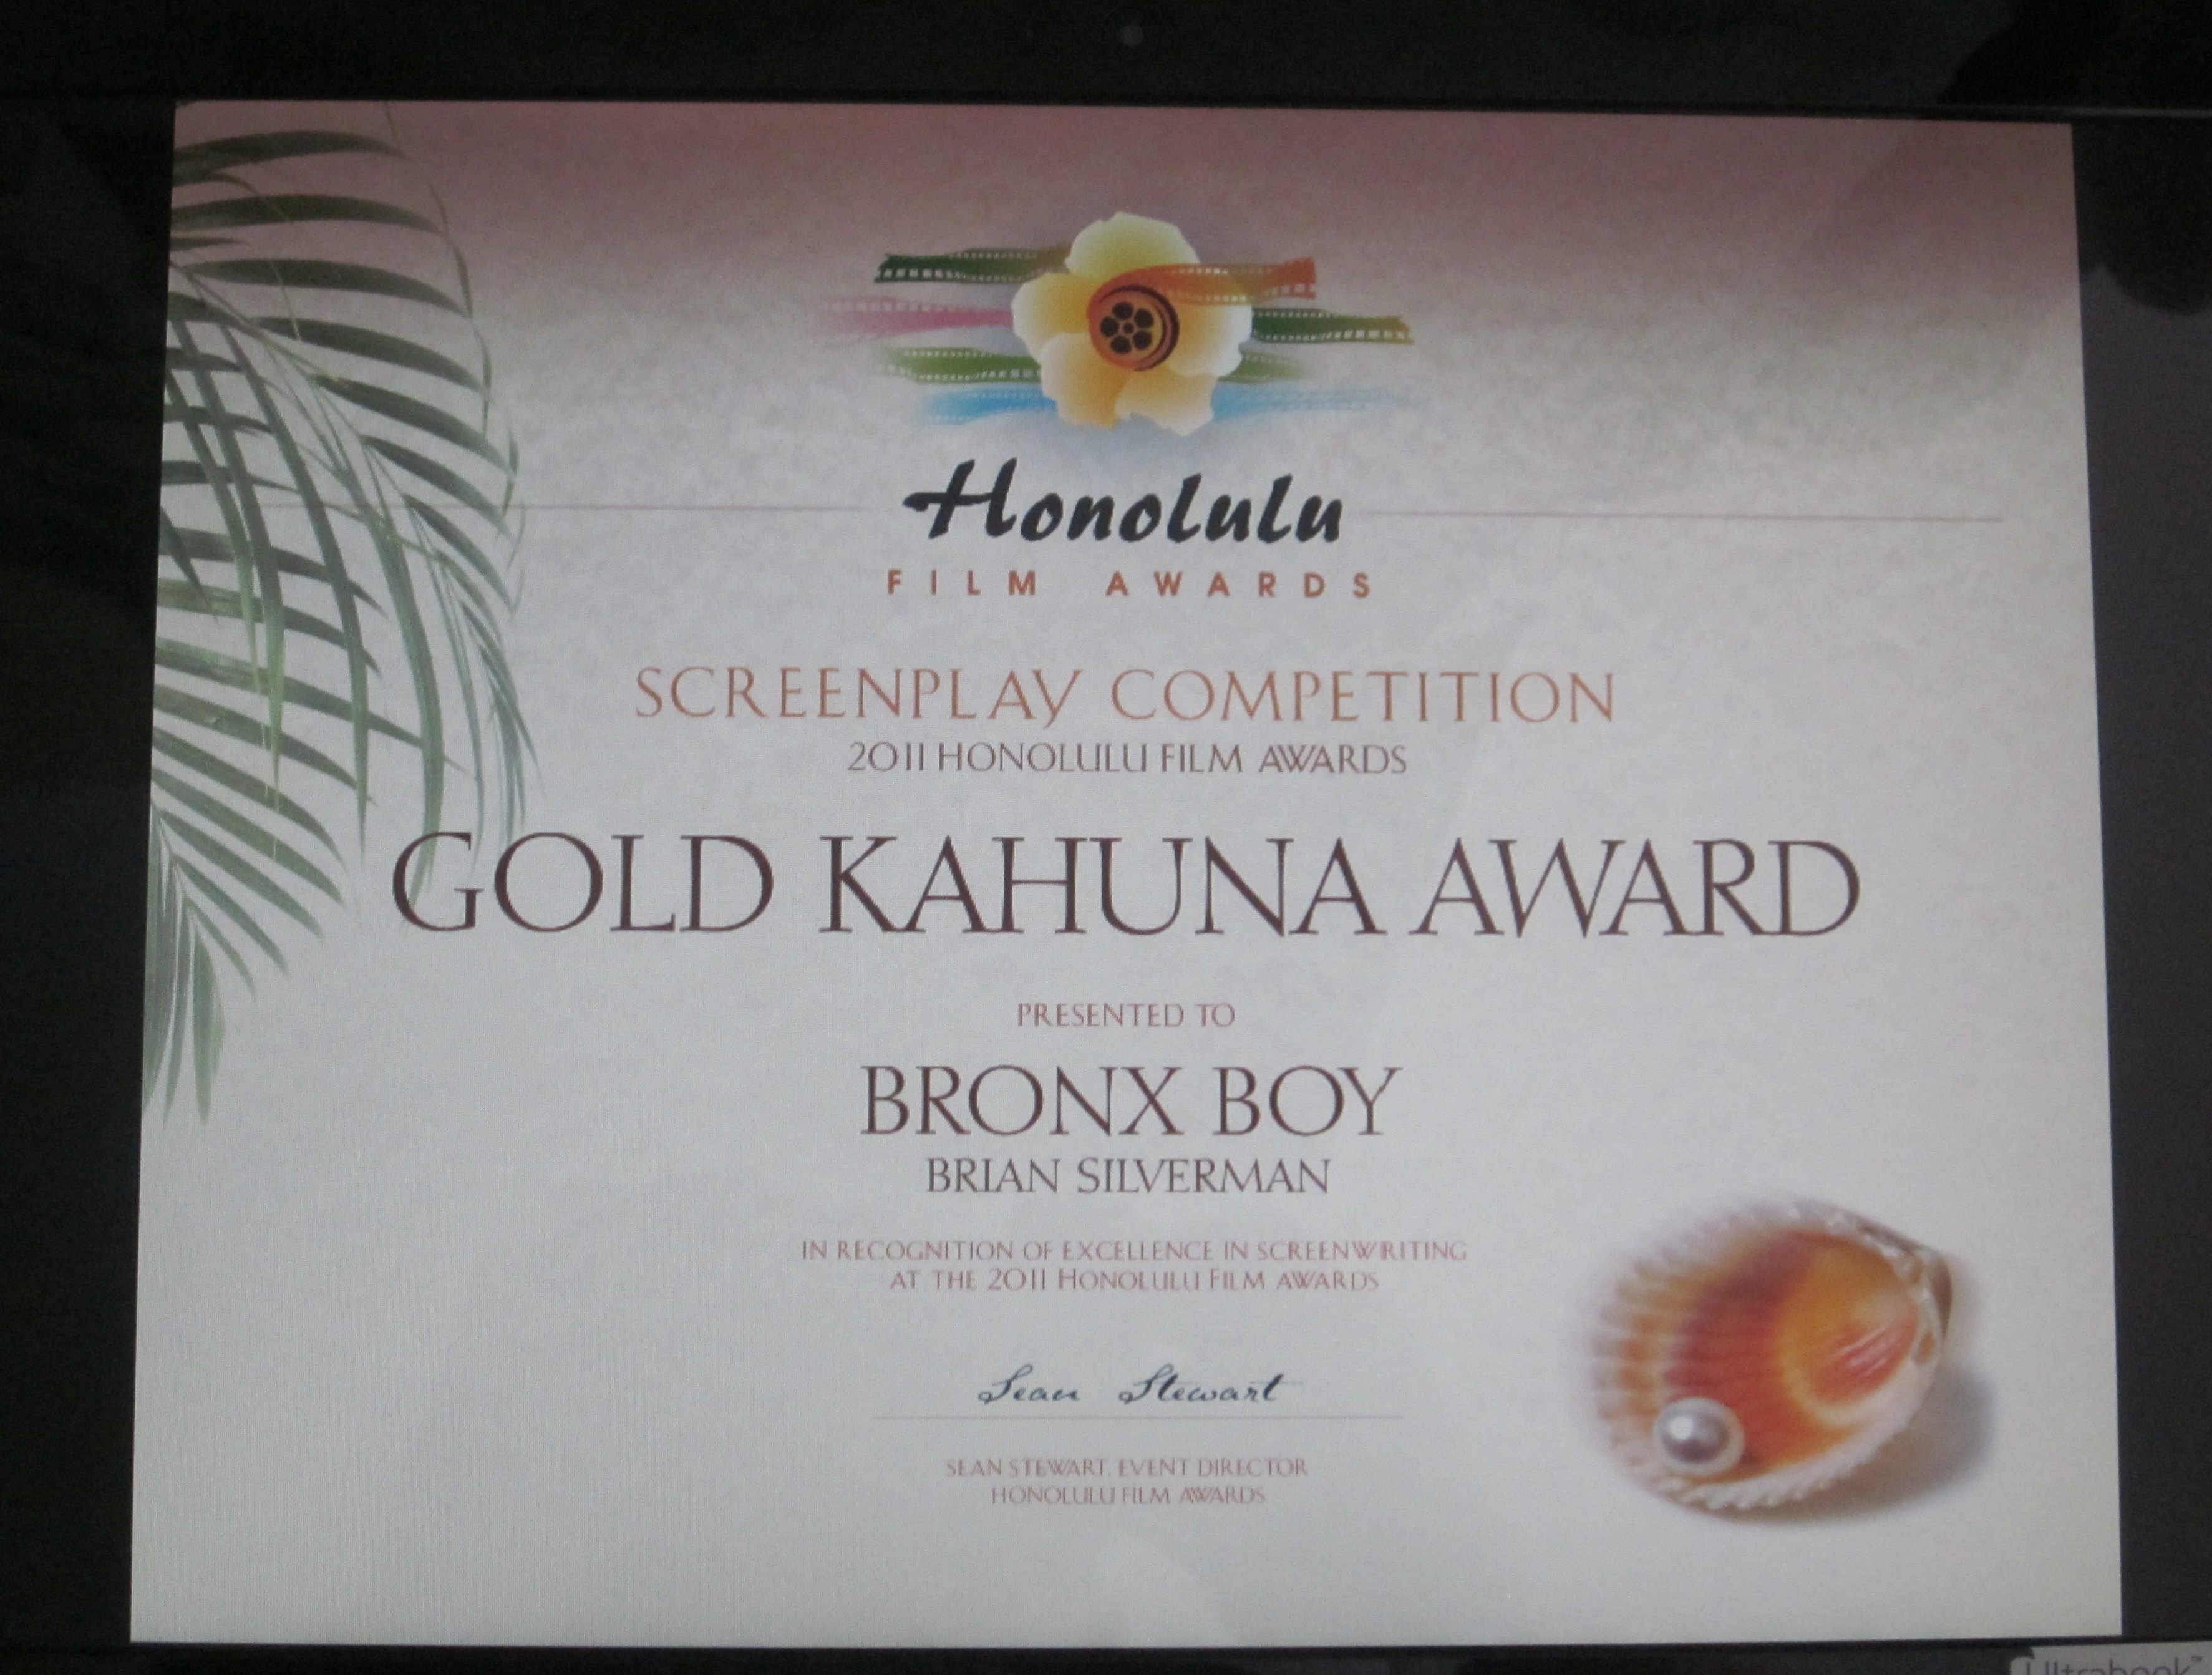 Honolulu
FILM AWARDS
SCREENPLAY COMPETITION
2011 HONOLULU FILM AWARDS
GOLD KAHUNA AWARD
PRESENTED TO
BRONX BOY
BRIAN SILVERMAN
IN RECOGNITION OF EXCELLENCE IN SCREENWRITING
AT THE 2011 HONOLULU FILM AWARDS
Sean Stewart
SEAN STEWART, EVENT DIRECTOR
HONOLULU FILM AWARDS
Ultrabook™